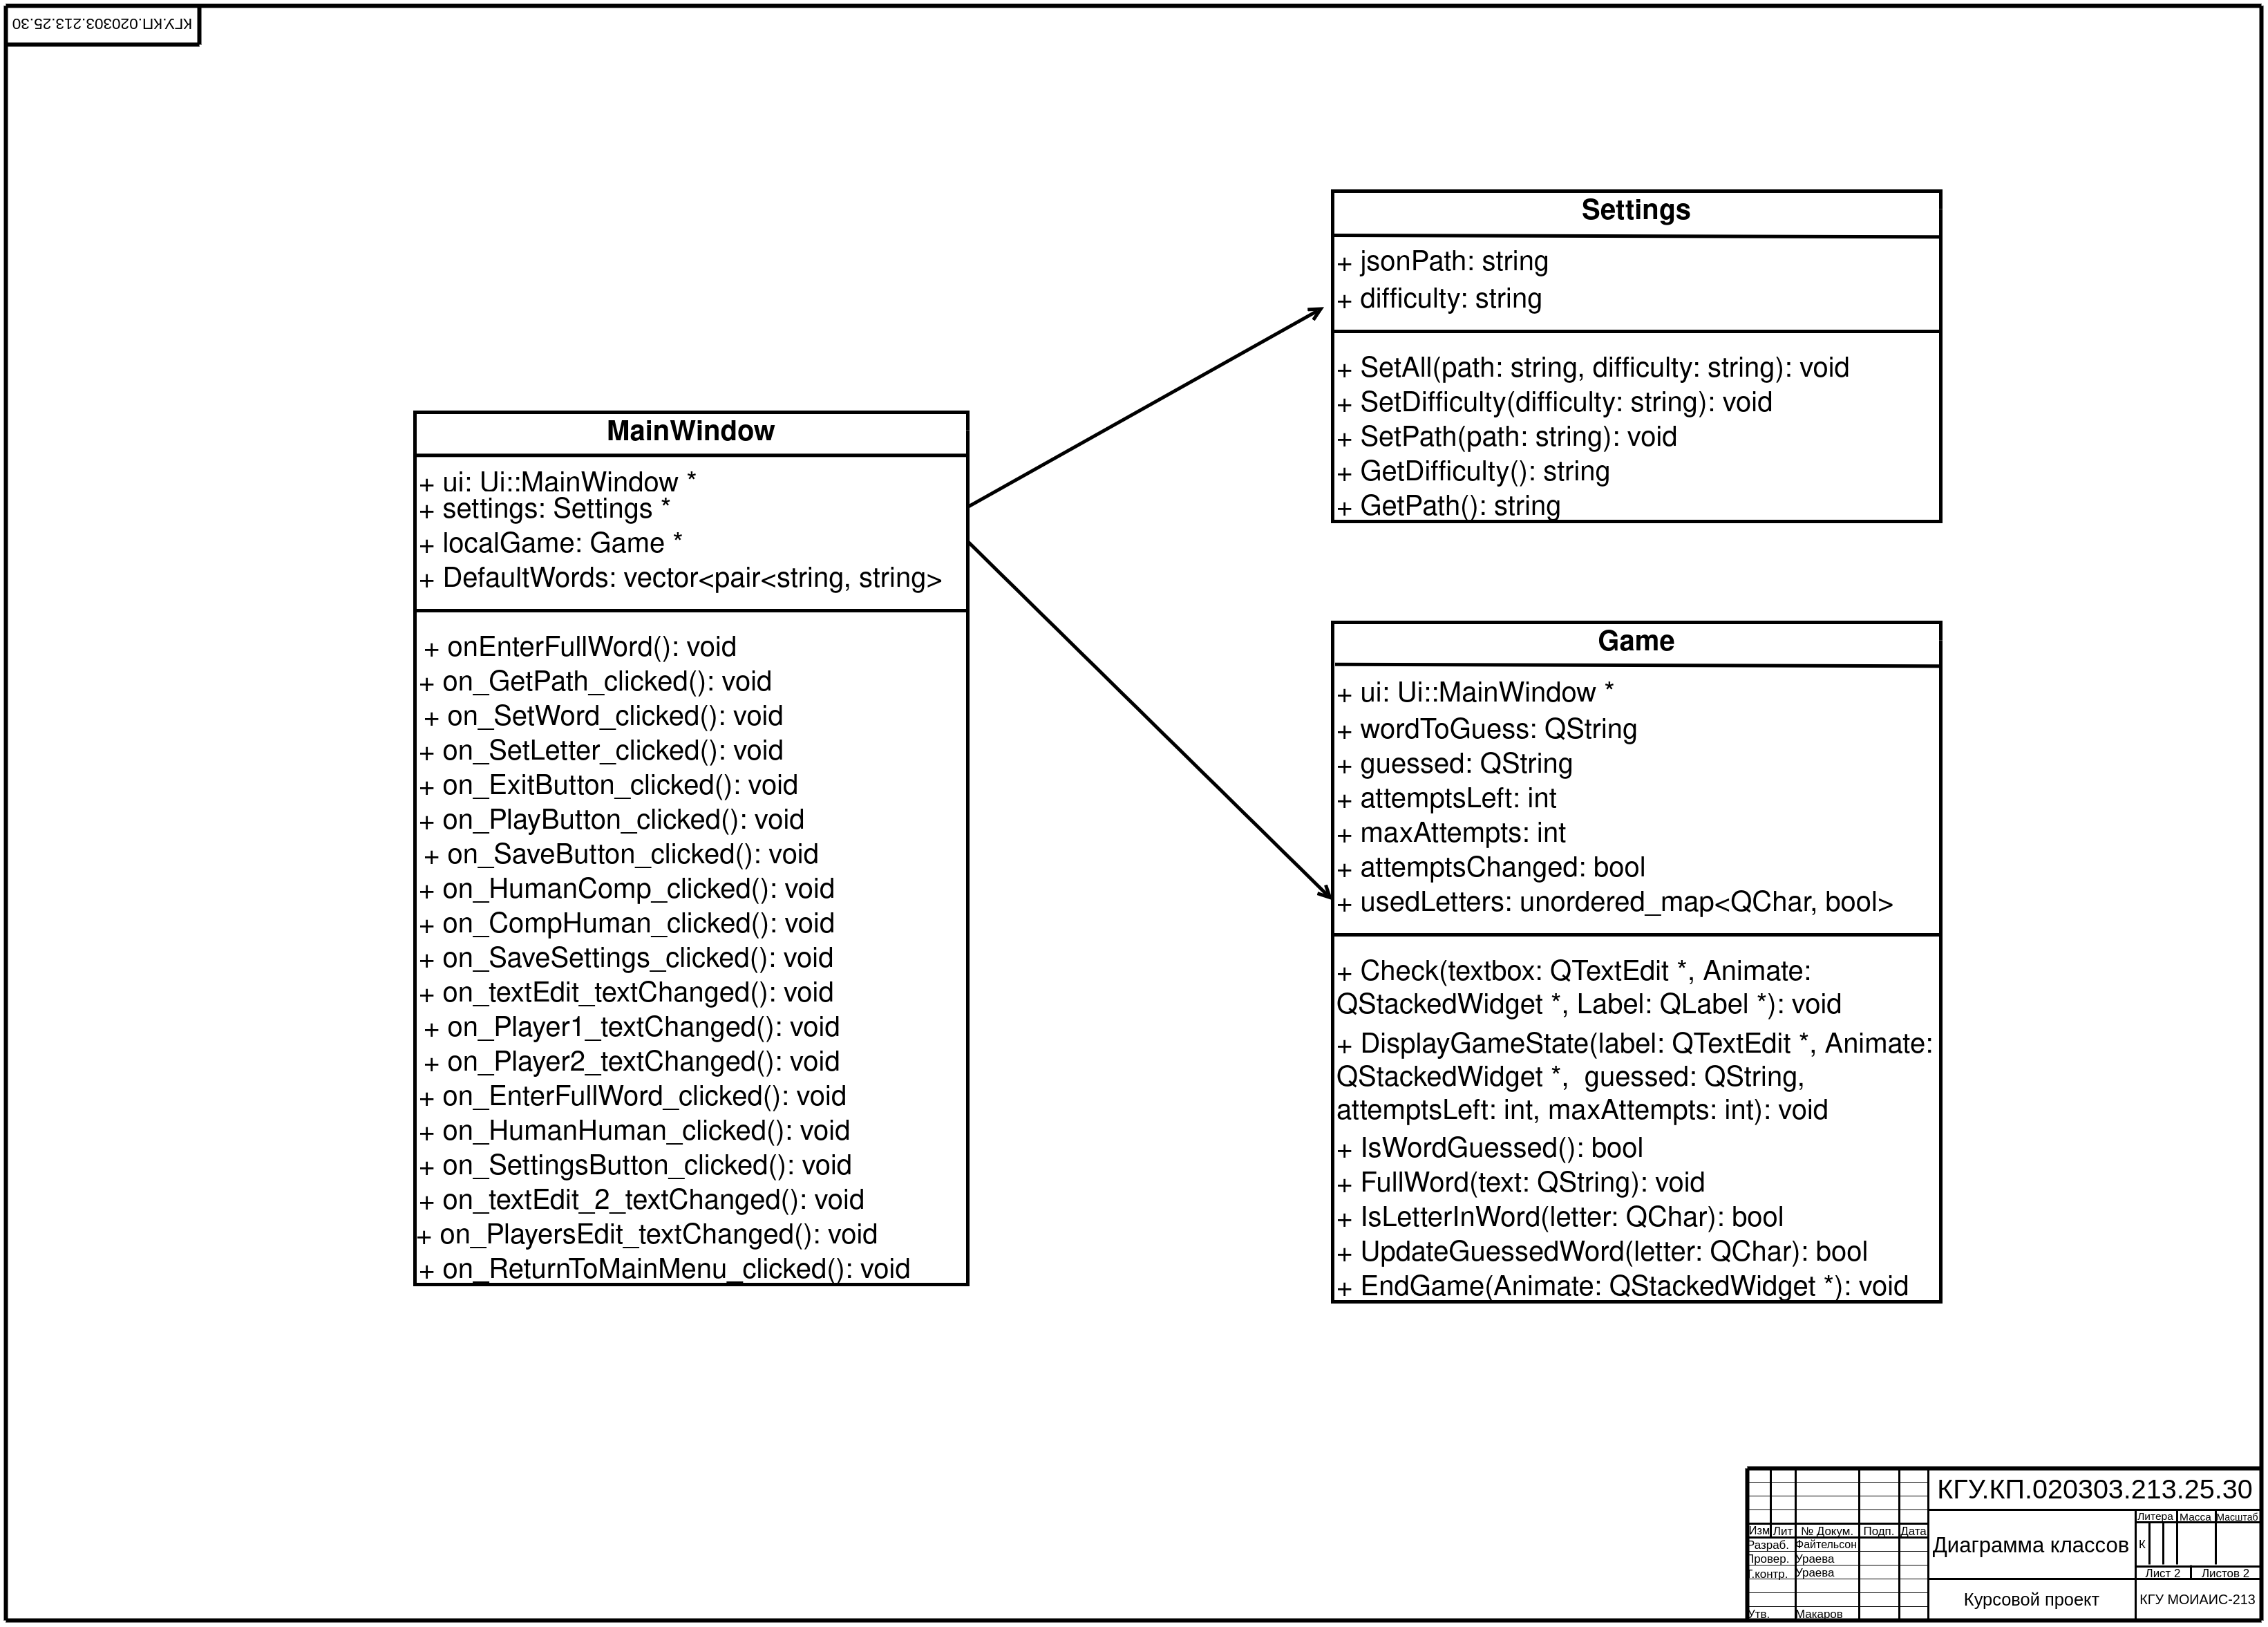 КГУ.КП.020303.213.25.30
Settings
+ jsonPath: string
+ difficulty: string
+ SetAll(path: string, difficulty: string): void
+ SetDifficulty(difficulty: string): void
+ SetPath(path: string): void
+ GetDifficulty(): string
+ GetPath(): string
MainWindow
+ ui: Ui::MainWindow *
+ settings: Settings *
+ localGame: Game *
+ DefaultWords: vector<pair<string, string>
+ onEnterFullWord(): void
+ on_GetPath_clicked(): void
+ on_SetWord_clicked(): void
+ on_SetLetter_clicked(): void
+ on_ExitButton_clicked(): void
+ on_PlayButton_clicked(): void
+ on_SaveButton_clicked(): void
+ on_HumanComp_clicked(): void
+ on_CompHuman_clicked(): void
+ on_SaveSettings_clicked(): void
+ on_textEdit_textChanged(): void
+ on_Player1_textChanged(): void
+ on_Player2_textChanged(): void
+ on_EnterFullWord_clicked(): void
+ on_HumanHuman_clicked(): void
+ on_SettingsButton_clicked(): void
+ on_textEdit_2_textChanged(): void
+ on_PlayersEdit_textChanged(): void
+ on_ReturnToMainMenu_clicked(): void
Game
+ ui: Ui::MainWindow *
+ wordToGuess: QString
+ guessed: QString
+ attemptsLeft: int
+ maxAttempts: int
+ attemptsChanged: bool
+ usedLetters: unordered_map<QChar, bool>
+ Check(textbox: QTextEdit *, Animate:
QStackedWidget *, Label: QLabel *): void
+ DisplayGameState(label: QTextEdit *, Animate:
QStackedWidget *,  guessed: QString,
attemptsLeft: int, maxAttempts: int): void
+ IsWordGuessed(): bool
+ FullWord(text: QString): void
+ IsLetterInWord(letter: QChar): bool
+ UpdateGuessedWord(letter: QChar): bool
+ EndGame(Animate: QStackedWidget *): void
КГУ.КП.020303.213.25.30
Изм Лит № Докум. Подп. Дата
Разраб. Файтельсон
Провер. Ураева
Т.контр. Ураева
Утв. Макаров
Диаграмма классов
Литера Масса Масштаб
К
Лист 2 Листов 2
Курсовой проект
КГУ МОИАИС-213